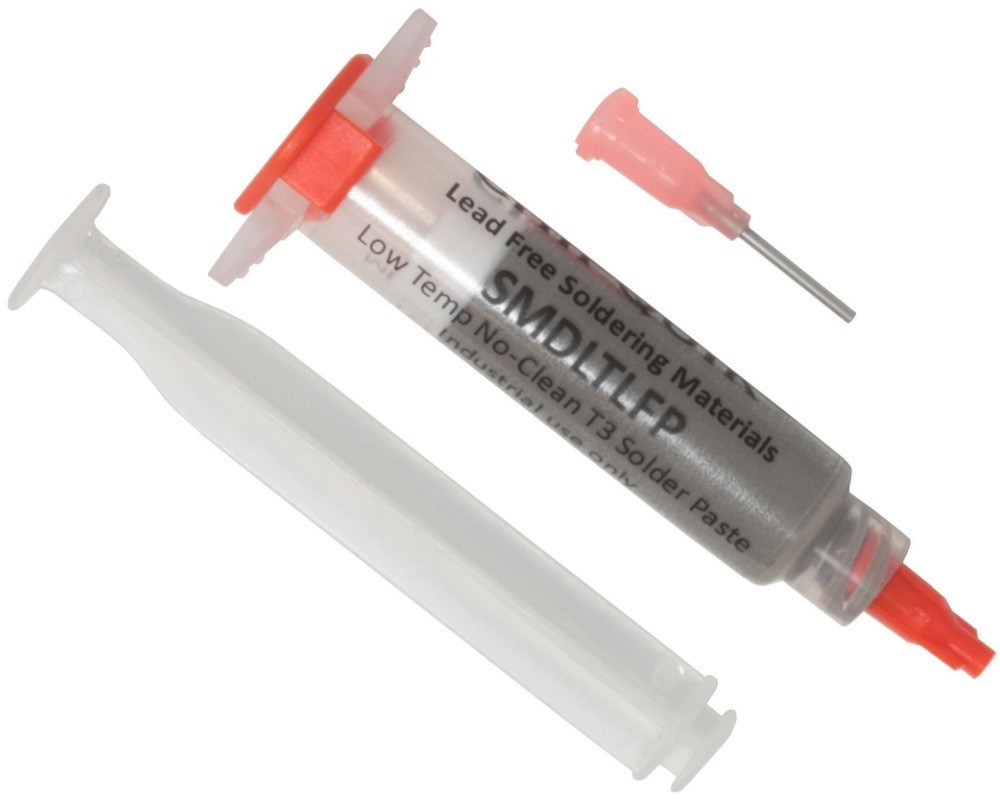 Lead Free Soldering Materials
SMDLTLFP
Low Temp No-Clean T3 Solder Paste
Industrial use only